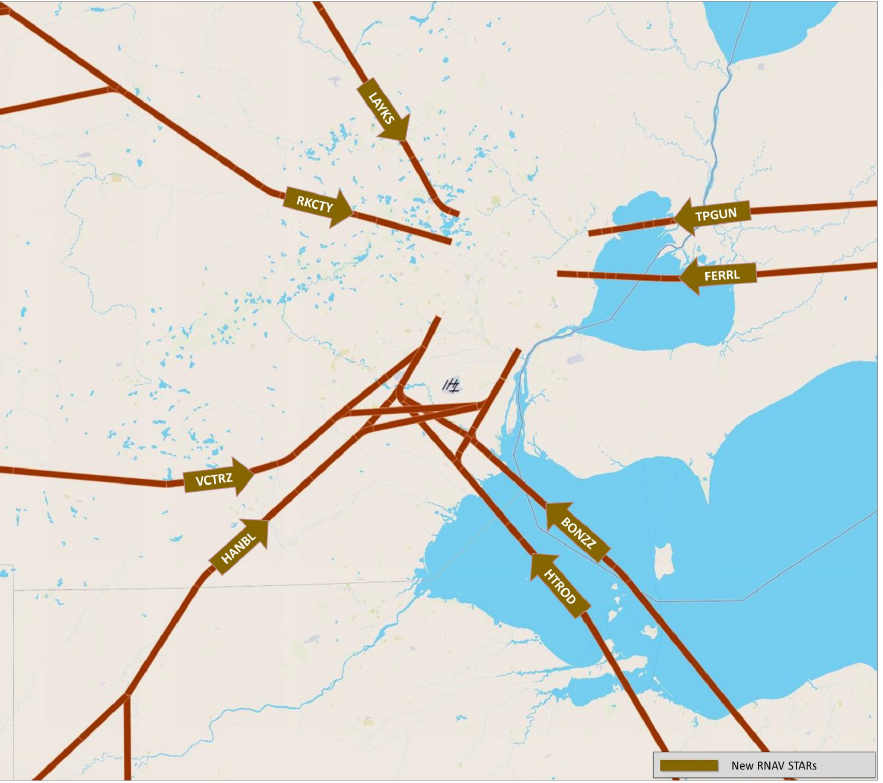 LAYKS
RKCTY
TPGUN
FERRL
VCTRZ
HANBL
BONZZ
HTROD
New RNAV STARs